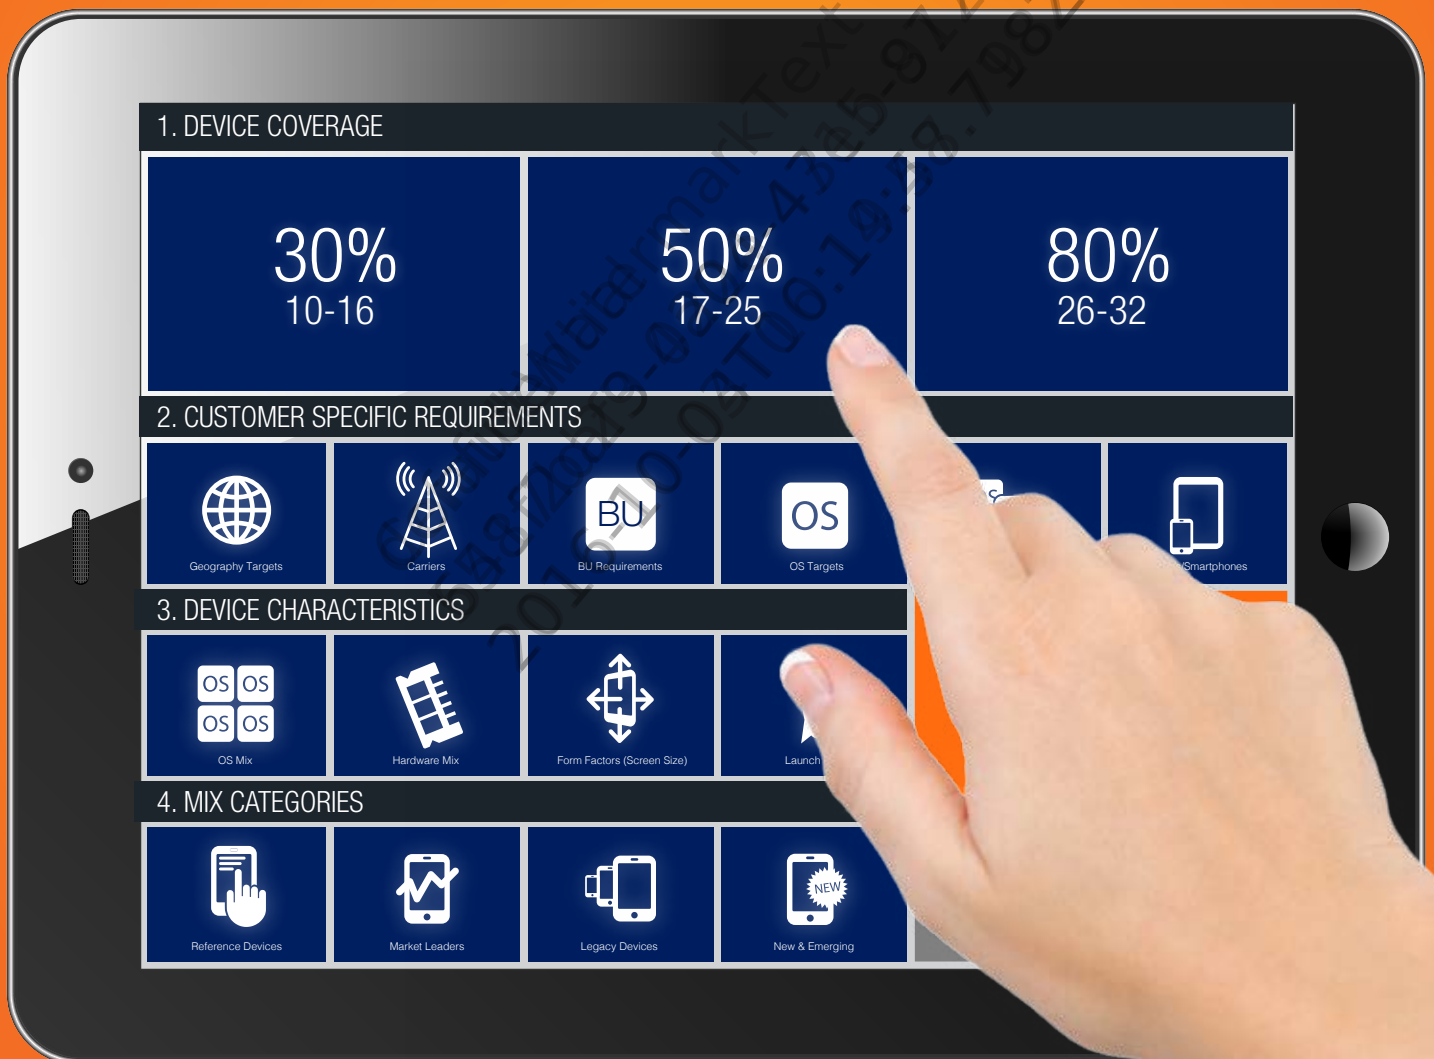 1. DEVICE COVERAGE
30%
50%
80%
10-16
17-25
26-32
2. CUSTOMER SPECIFIC REQUIREMENTS
BU
OS
Geography Targets
Carriers
BU Requirements
OS Targets
/Smartphones
3. DEVICE CHARACTERISTICS
OS OS
OS OS
OS Mix
Hardware Mix
Form Factors (Screen Size)
Launch
4. MIX CATEGORIES
NEW
Reference Devices
Market Leaders
Legacy Devices
New & Emerging